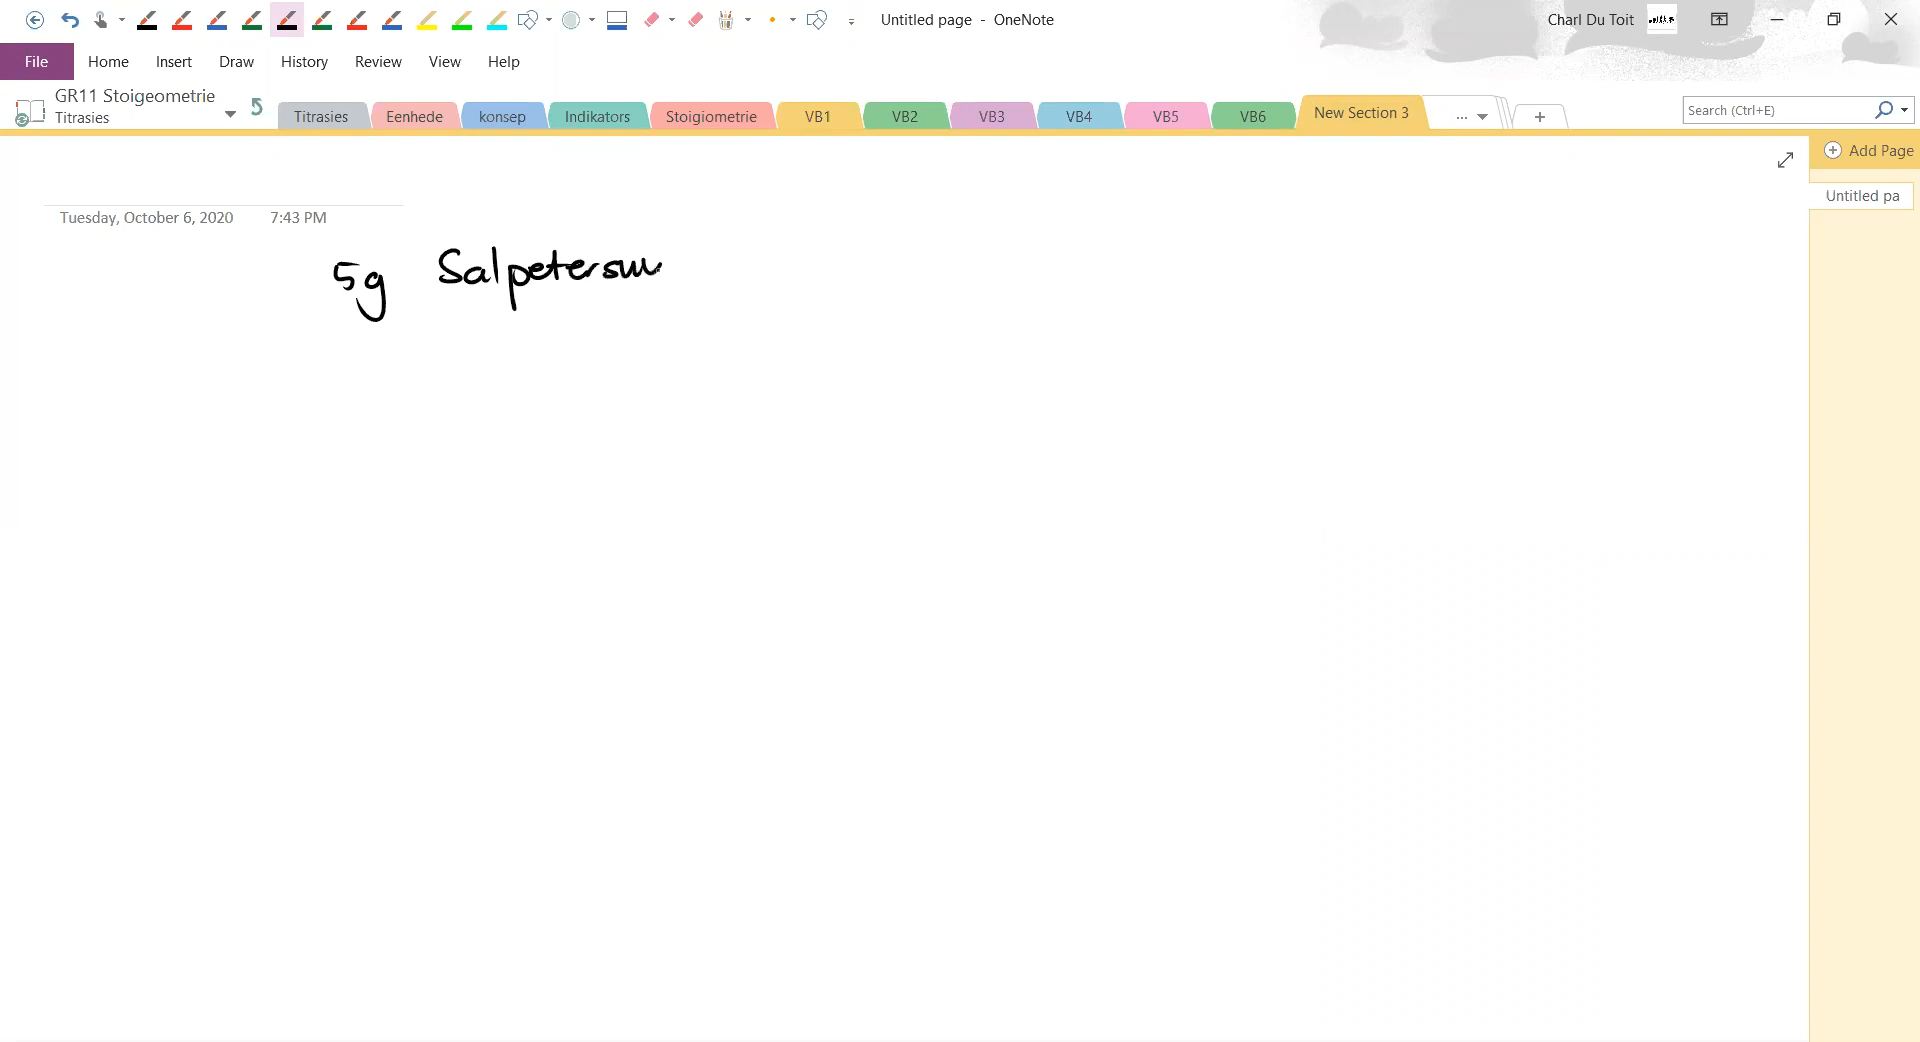 Untitled page - OneNote
Charl Du Toit
File Home Insert Draw History Review View Help
GR11 Stoigeometrie
Titrasies
Titrasies Eenhede konsep Indikators Stoigiometrie VB1 VB2 VB3 VB4 VB5 VB6 New Section 3 ... +
Search (Ctrl+E)
Add Page
Untitled pa
Tuesday, October 6, 2020 7:43 PM
5g Salpetersuu